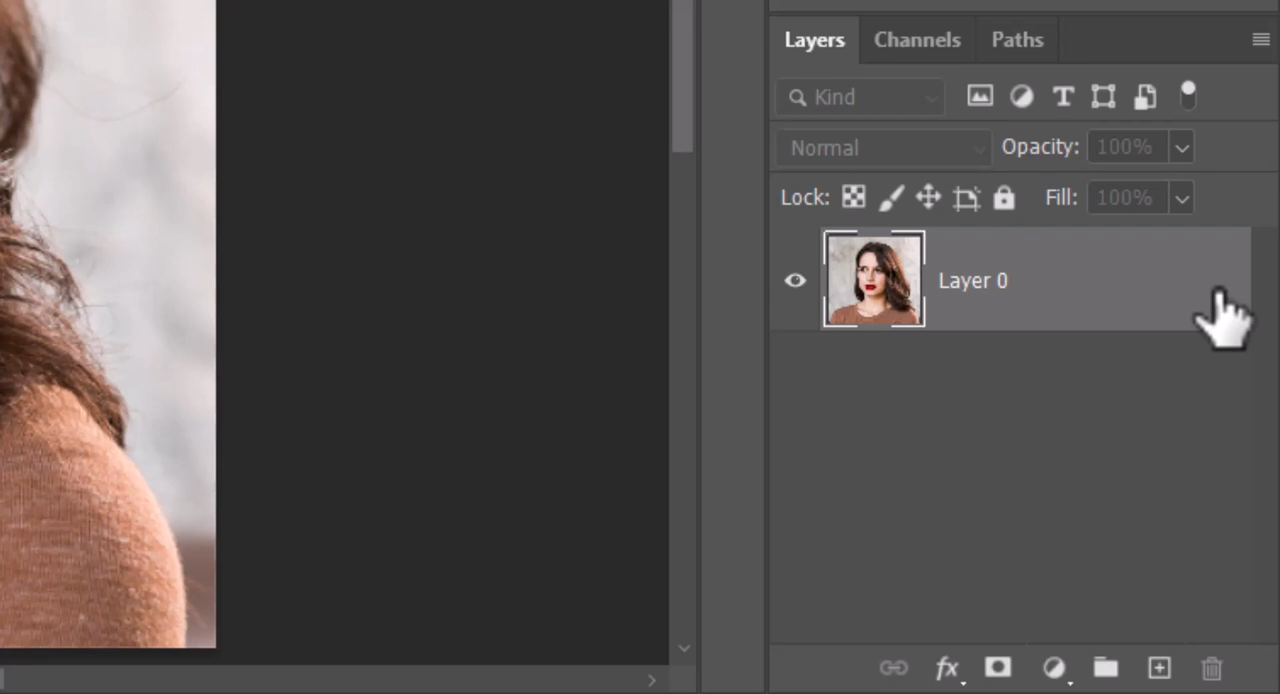 Layers Channels Paths
Kind
Normal Opacity: 100%
Lock: Fill: 100%
Layer 0
fx